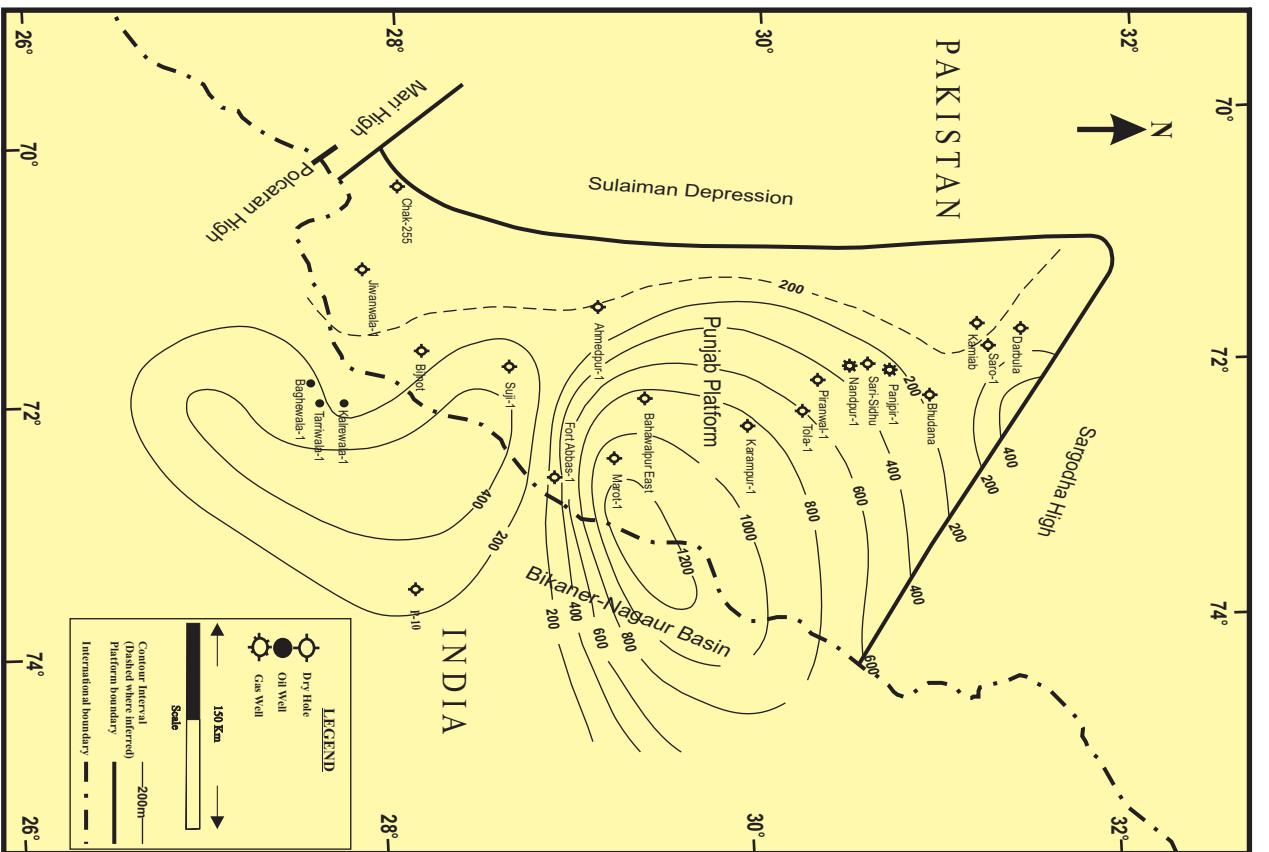 26°
28°
30°
32°
70°
72°
74°
70°
72°
74°
26°
28°
30°
32°
N
PAKISTAN
INDIA
Mari High
Polcaran High
Sulaiman Depression
Sargodha High
Punjab Platform
Bikaner-Nagaur Basin
Chak-255
Jiwanwala-1
Bijnot
Suji-1
Baghewala-1
Tarriwala-1
Kalrewala-1
Ahmedpur-1
Fort Abbas-1
Bahawalpur East
Marot-1
Karampur-1
Tola-1
Piranwal-1
Nandpur-1
Sari-Sidhu
Panjpir-1
Bhudana
Kamiab
Saro-1
Darbula
P-10
200
200
400
200
200
400
600
400
600
800
1000
1200
200
400
600
800
400
200
LEGEND
Dry Hole
Oil Well
Gas Well
150 Km
Scale
Contour Interval
(Dashed where inferred)
200m
Platform boundary
International boundary